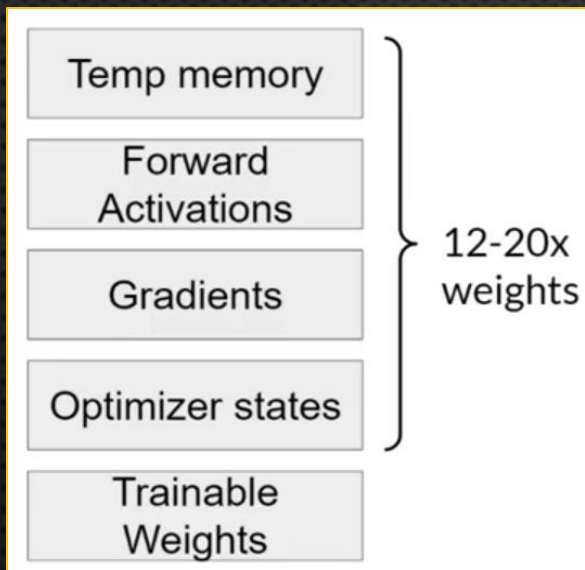 Temp memory
Forward
Activations
Gradients
Optimizer states
Trainable
Weights
12-20x
weights